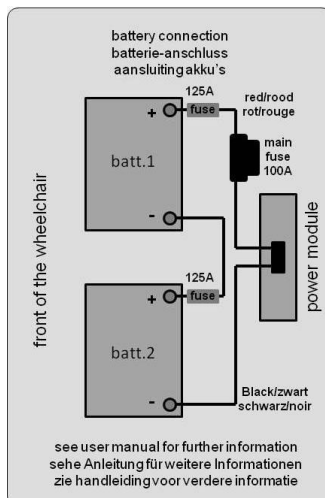 battery connection
batterie-anschluss
aansluiting akku's
125A
fuse
red/rood
rot/rouge
+
batt.1
-
main
fuse
100A
front of the wheelchair
power module
125A
fuse
+
batt.2
-
Black/zwart
schwarz/noir
see user manual for further information
sehe Anleitung für weitere Informationen
zie handleiding voor verdere informatie